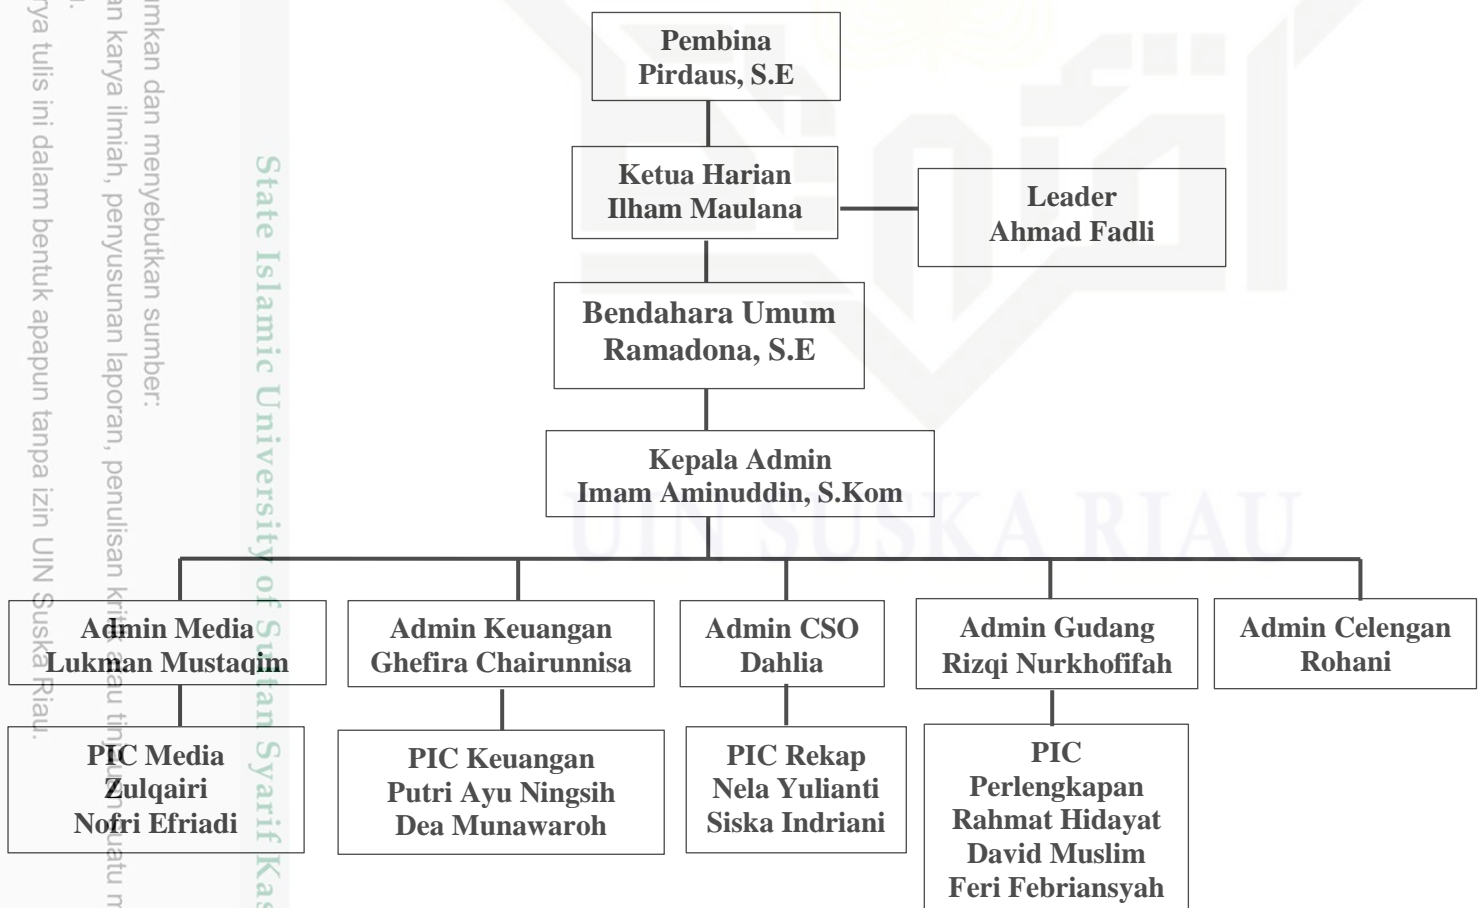 Pembina
Pirdaus, S.E
Ketua Harian
Ilham Maulana
Leader
Ahmad Fadli
Bendahara Umum
Ramadona, S.E
Kepala Admin
Imam Aminuddin, S.Kom
Admin Media
Lukman Mustaqim
Admin Keuangan
Ghefira Chairunnisa
Admin CSO
Dahlia
Admin Gudang
Rizqi Nurkhofifah
Admin Celengan
Rohani
PIC Media
Zulqairi
Nofri Efriadi
PIC Keuangan
Putri Ayu Ningsih
Dea Munawaroh
PIC Rekap
Nela Yulianti
Siska Indriani
PIC
Perlengkapan
Rahmat Hidayat
David Muslim
Feri Febriansyah
UIN SUSKA RIAU
State Islamic University of Sultan Syarif
dan menyebutkan sumber:
karya ilmiah, penyusunan laporan, penulisan kritik atau tinjauan suatu
tulis ini dalam bentuk apapun tanpa izin UIN Suska Riau.